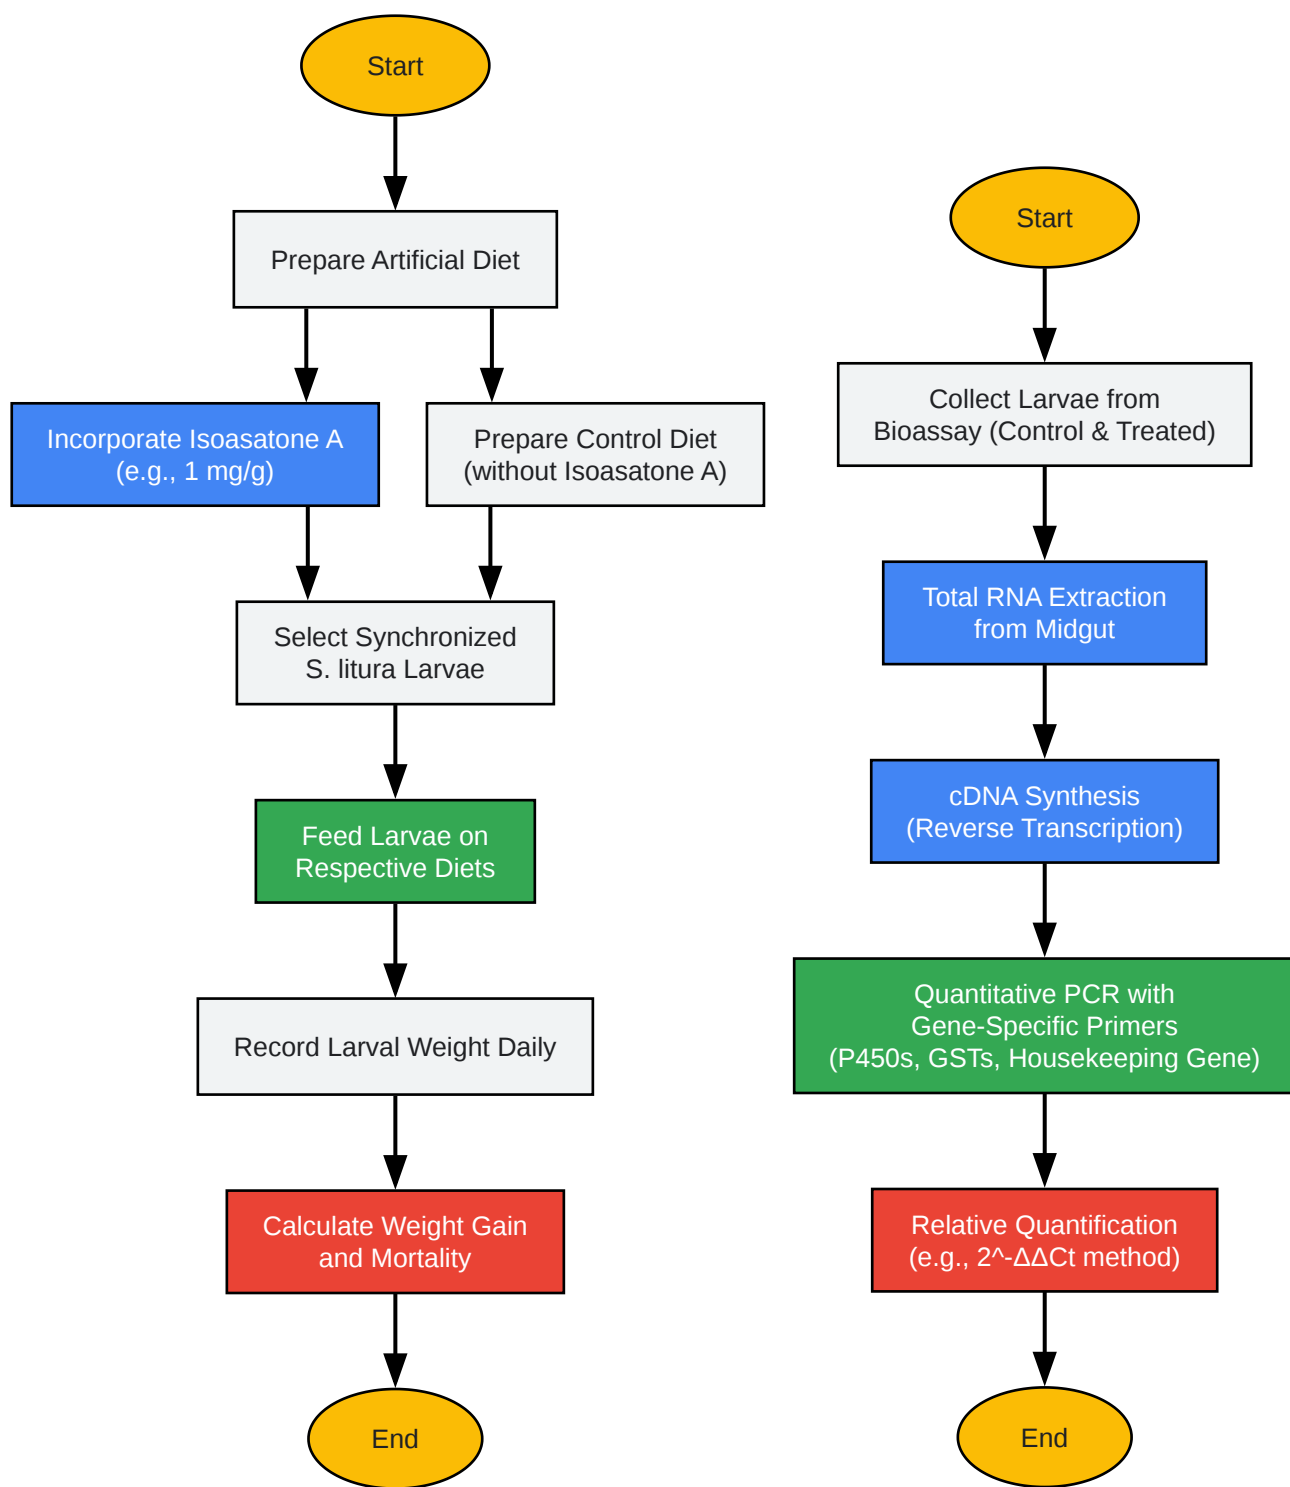 Start
Prepare Artificial Diet
Incorporate Isoasatone A
(e.g., 1 mg/g)
Prepare Control Diet
(without Isoasatone A)
Select Synchronized
S. litura Larvae
Feed Larvae on
Respective Diets
Record Larval Weight Daily
Calculate Weight Gain
and Mortality
End
Start
Collect Larvae from
Bioassay (Control & Treated)
Total RNA Extraction
from Midgut
cDNA Synthesis
(Reverse Transcription)
Quantitative PCR with
Gene-Specific Primers
(P450s, GSTs, Housekeeping Gene)
Relative Quantification
(e.g., 2^-ΔΔCt method)
End